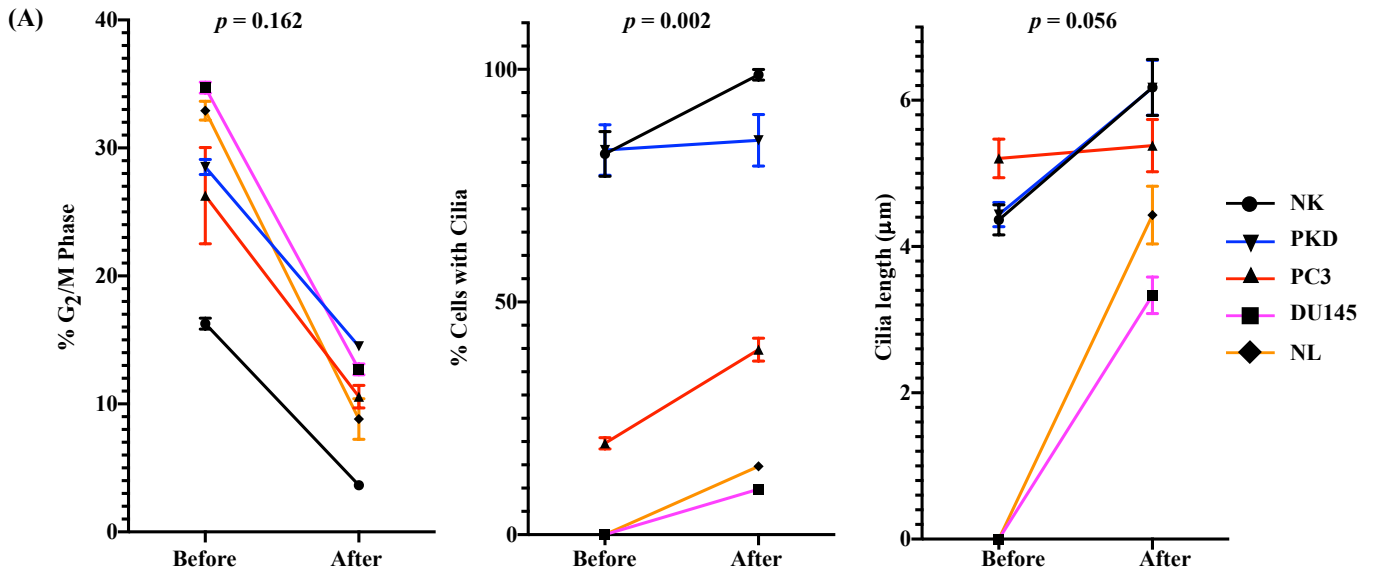 (A)
p = 0.162
% G2/M Phase
40
30
20
10
0
Before After
p = 0.002
% Cells with Cilia
100
50
0
Before After
p = 0.056
Cilia length (μm)
6
4
2
0
Before After
NK
PKD
PC3
DU145
NL